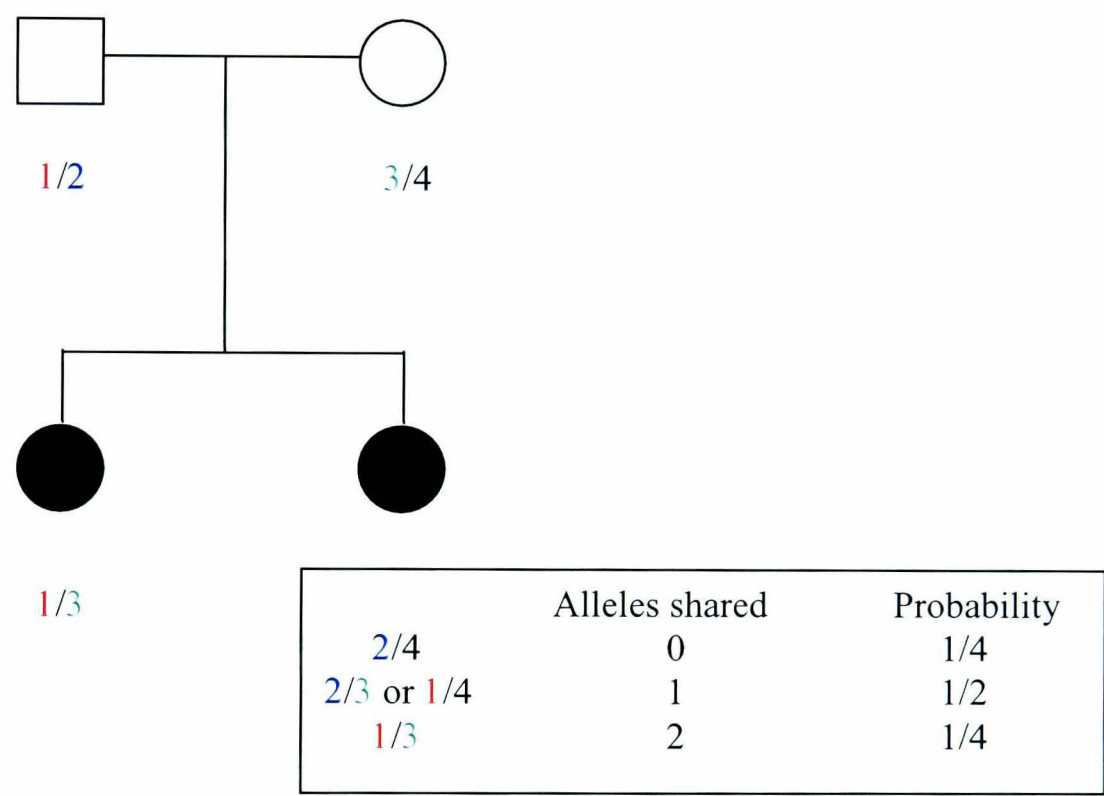 1/2 3/4
1/3
Alleles shared Probability
2/4 0 1/4
2/3 or 1/4 1 1/2
1/3 2 1/4